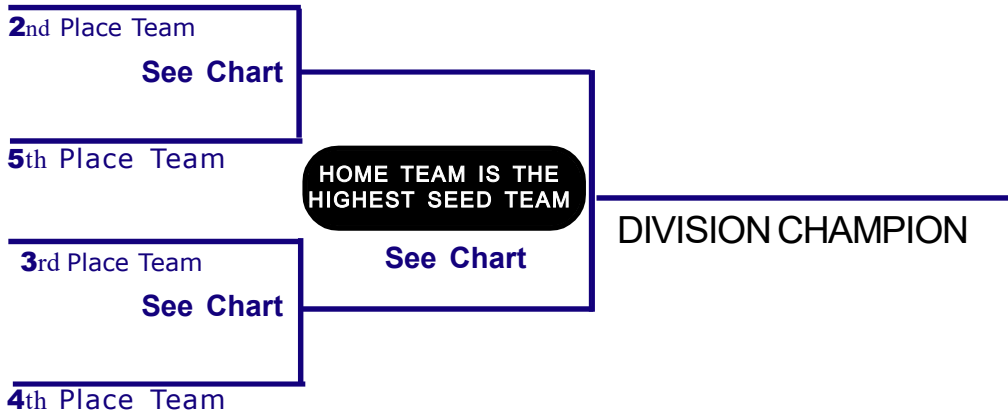 2nd Place Team
See Chart
5th Place Team
HOME TEAM IS THE
HIGHEST SEED TEAM
See Chart
DIVISION CHAMPION
3rd Place Team
See Chart
4th Place Team